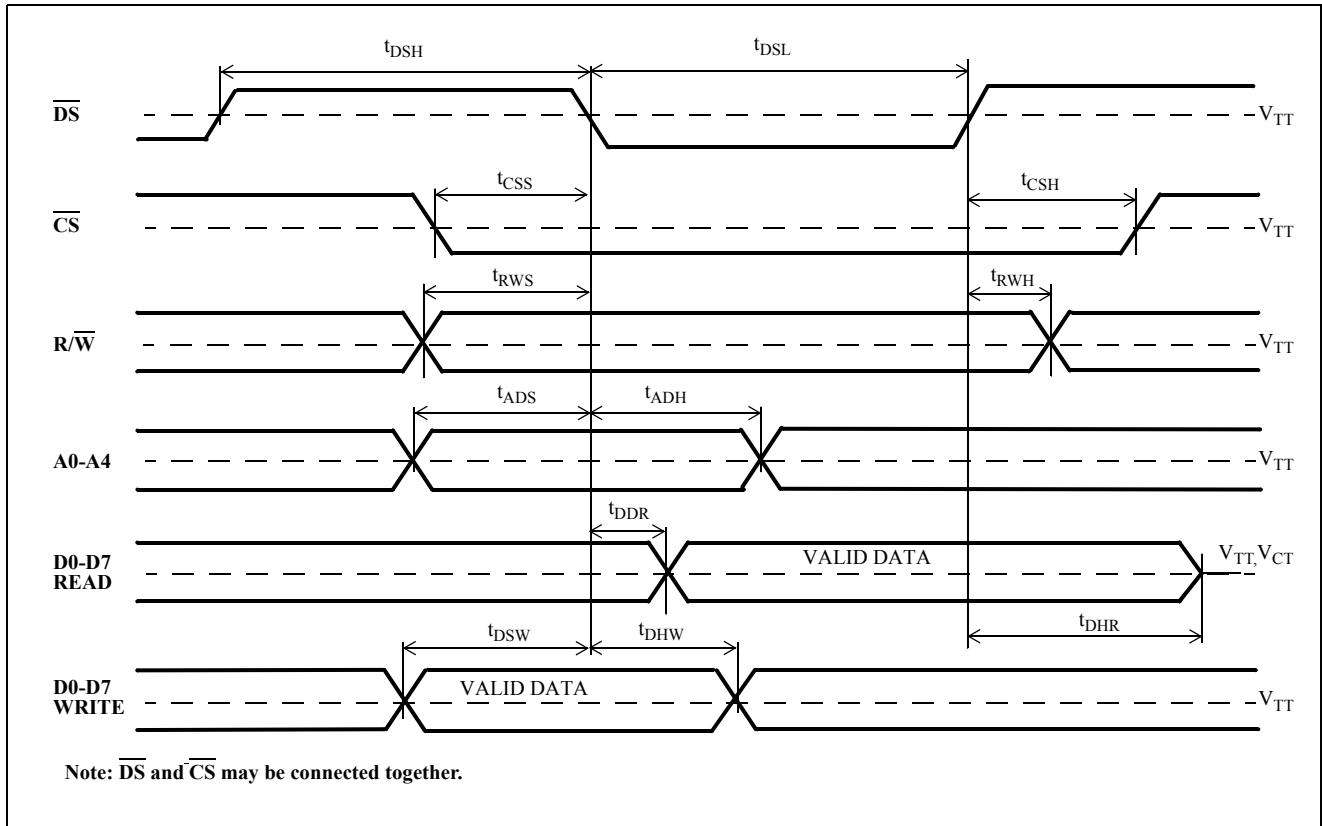 tDSH
tDSL
DS
VTT
tCSS
tCSH
CS
VTT
tRWS
tRWH
R/W
VTT
tADS
tADH
A0-A4
VTT
tDDR
D0-D7
READ
VALID DATA
VTT,VCT
tDHR
tDSW
tDHW
D0-D7
WRITE
VALID DATA
VTT
Note: DS and CS may be connected together.